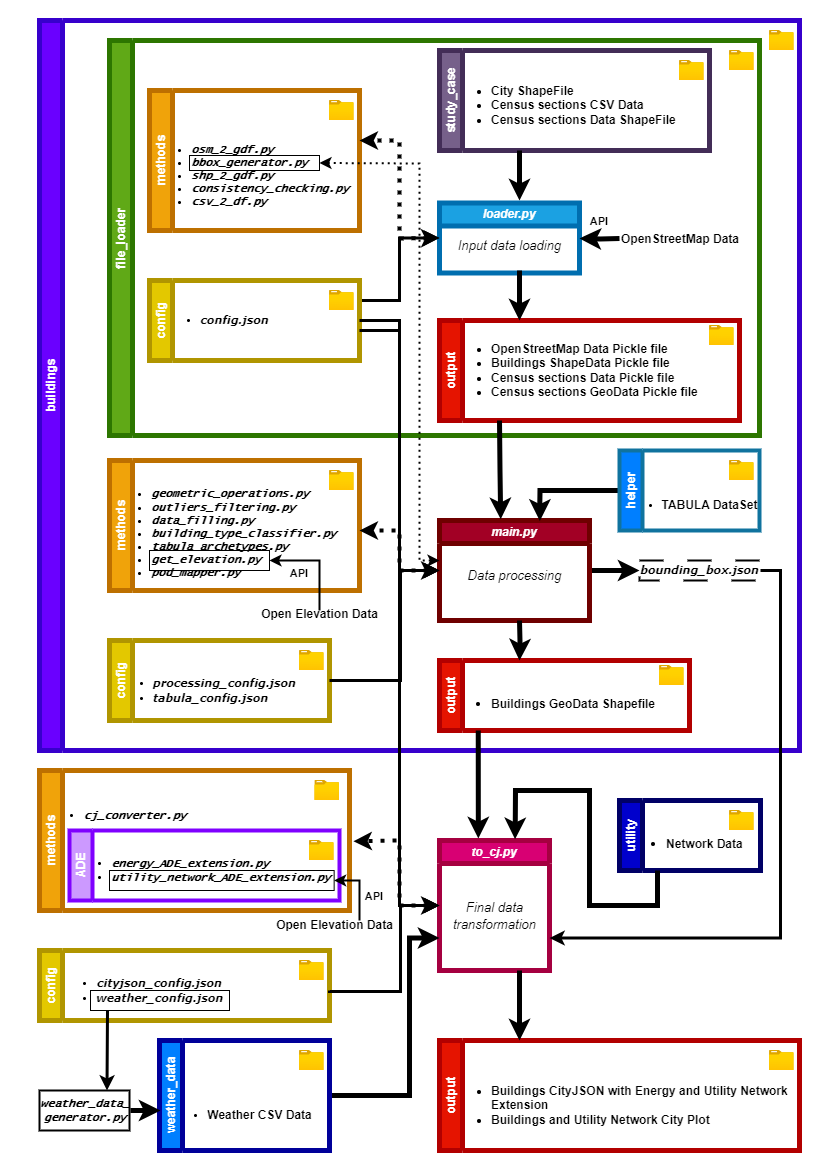 buildings
file_loader
study_case
• City ShapeFile
• Census sections CSV Data
• Census sections Data ShapeFile
methods
• osm_2_gdf.py
• bbox_generator.py
• shp_2_gdf.py
• consistency_checking.py
• csv_2_df.py
loader.py
Input data loading
API
OpenStreetMap Data
config
• config.json
output
• OpenStreetMap Data Pickle file
• Buildings ShapeData Pickle file
• Census sections Data Pickle file
• Census sections GeoData Pickle file
methods
• geometric_operations.py
• outliers_filtering.py
• data_filling.py
• building_type_classifier.py
• tabula_archetypes.py
• get_elevation.py
• pod_mapper.py
API
Open Elevation Data
helper
• TABULA DataSet
main.py
Data processing
bounding_box.json
config
• processing_config.json
• tabula_config.json
output
• Buildings GeoData Shapefile
methods
• cj_converter.py
ADE
• energy_ADE_extension.py
• utility_network_ADE_extension.py
API
Open Elevation Data
utility
• Network Data
to_cj.py
Final data
transformation
config
• cityjson_config.json
• weather_config.json
weather_data_
generator.py
weather_data
• Weather CSV Data
output
• Buildings CityJSON with Energy and Utility Network
Extension
• Buildings and Utility Network City Plot